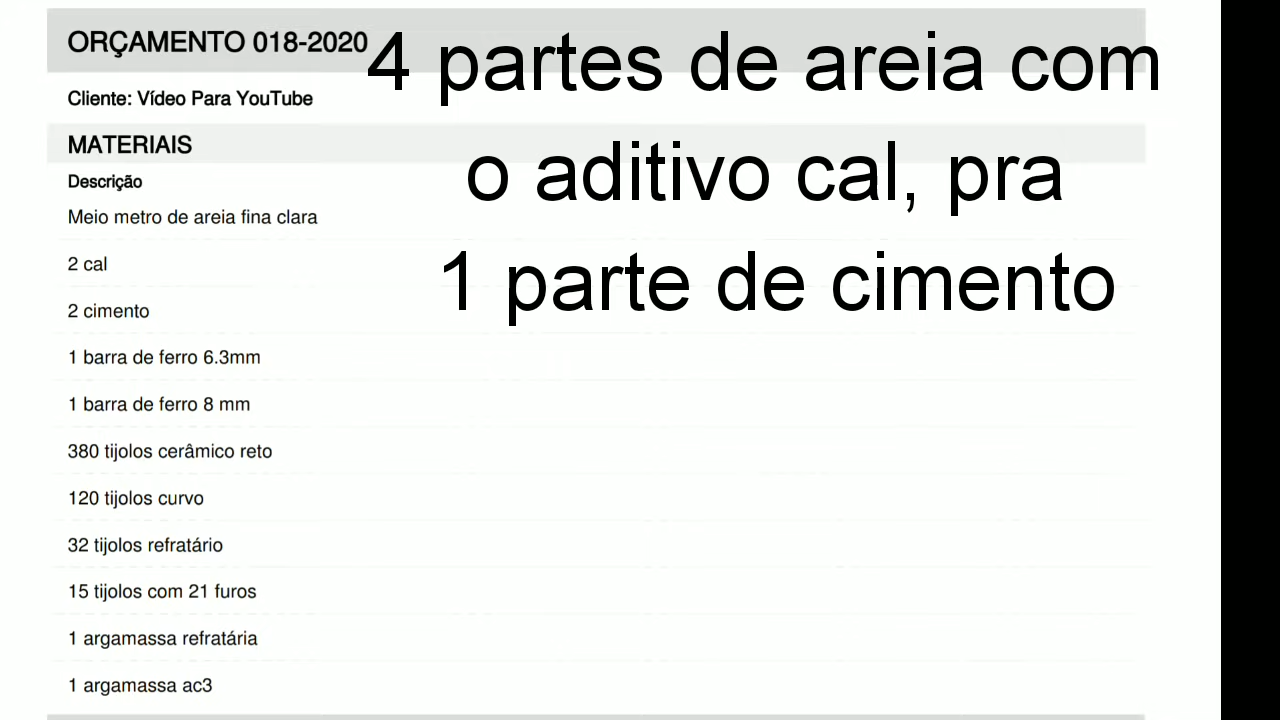 ORÇAMENTO 018-2020
4 partes de areia com
o aditivo cal, pra
1 parte de cimento
Cliente: Vídeo Para YouTube
MATERIAIS
Descrição
Meio metro de areia fina clara
2 cal
2 cimento
1 barra de ferro 6.3mm
1 barra de ferro 8 mm
380 tijolos cerâmico reto
120 tijolos curvo
32 tijolos refratário
15 tijolos com 21 furos
1 argamassa refratária
1 argamassa ac3